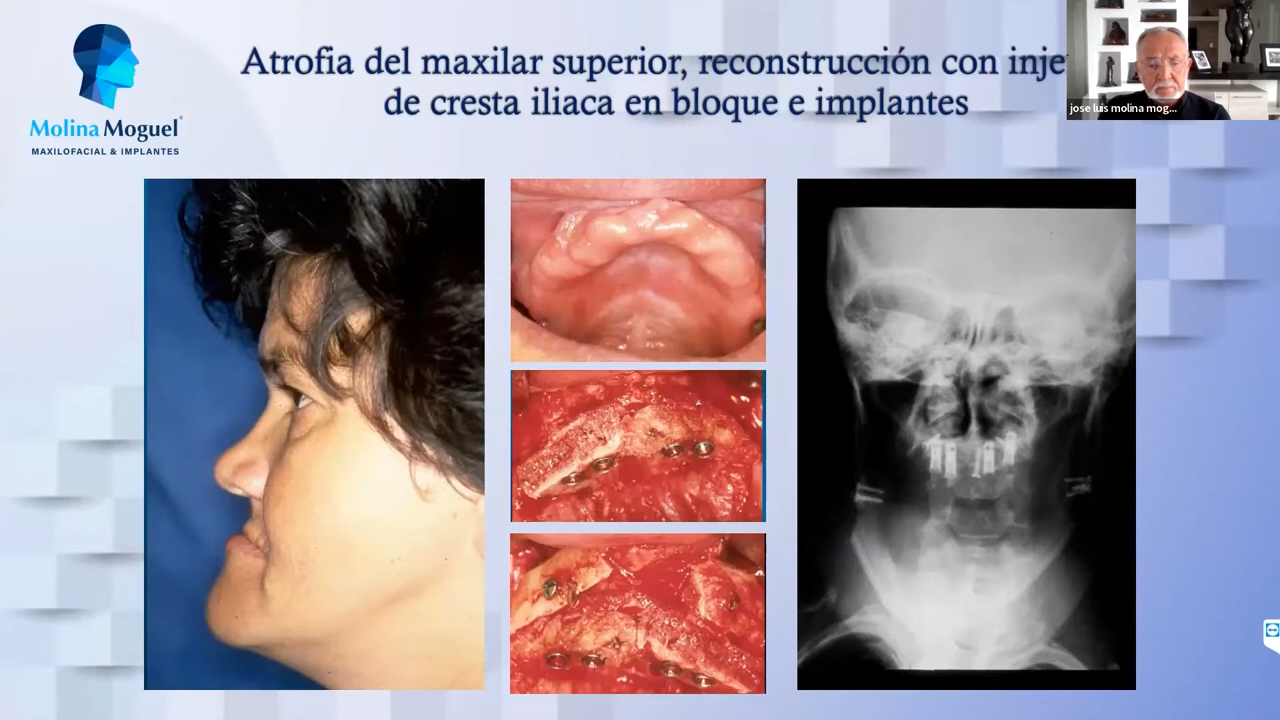 Atrofia del maxilar superior, reconstrucción con inje
de cresta iliaca en bloque e implantes
jose luis molina mog...
Molina Moguel
MAXILOFACIAL & IMPLANTES